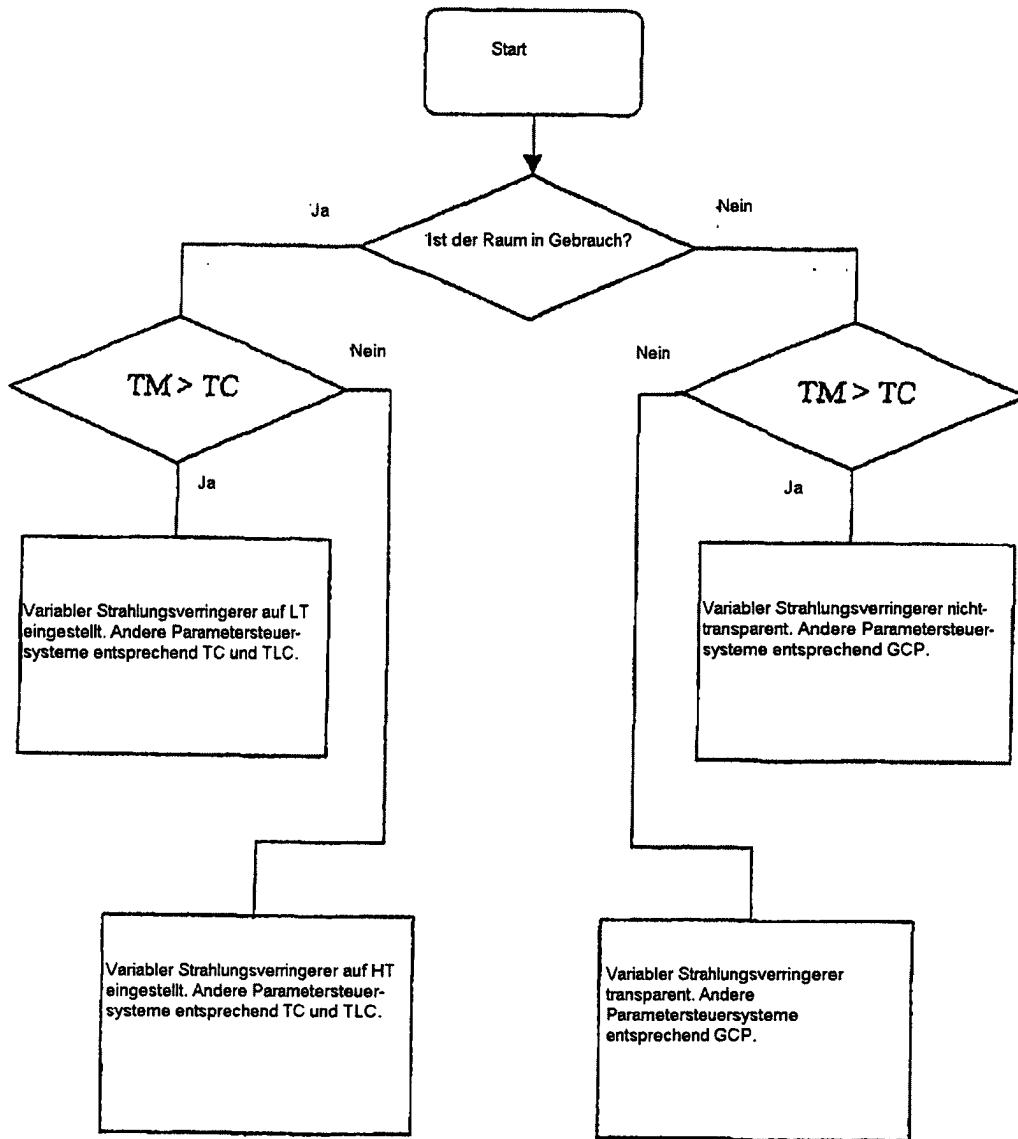 Start
Ja
Nein
Ist der Raum in Gebrauch?
Nein
Nein
TM > TC
TM > TC
Ja
Ja
Variabler Strahlungsverringerer auf LT
eingestellt. Andere Parametersteuer-
systeme entsprechend TC und TLC.
Variabler Strahlungsverringerer nicht-
transparent. Andere Parametersteuer-
systeme entsprechend GCP.
Variabler Strahlungsverringerer auf HT
eingestellt. Andere Parametersteuer-
systeme entsprechend TC und TLC.
Variabler Strahlungsverringerer
transparent. Andere
Parametersteuersysteme
entsprechend GCP.